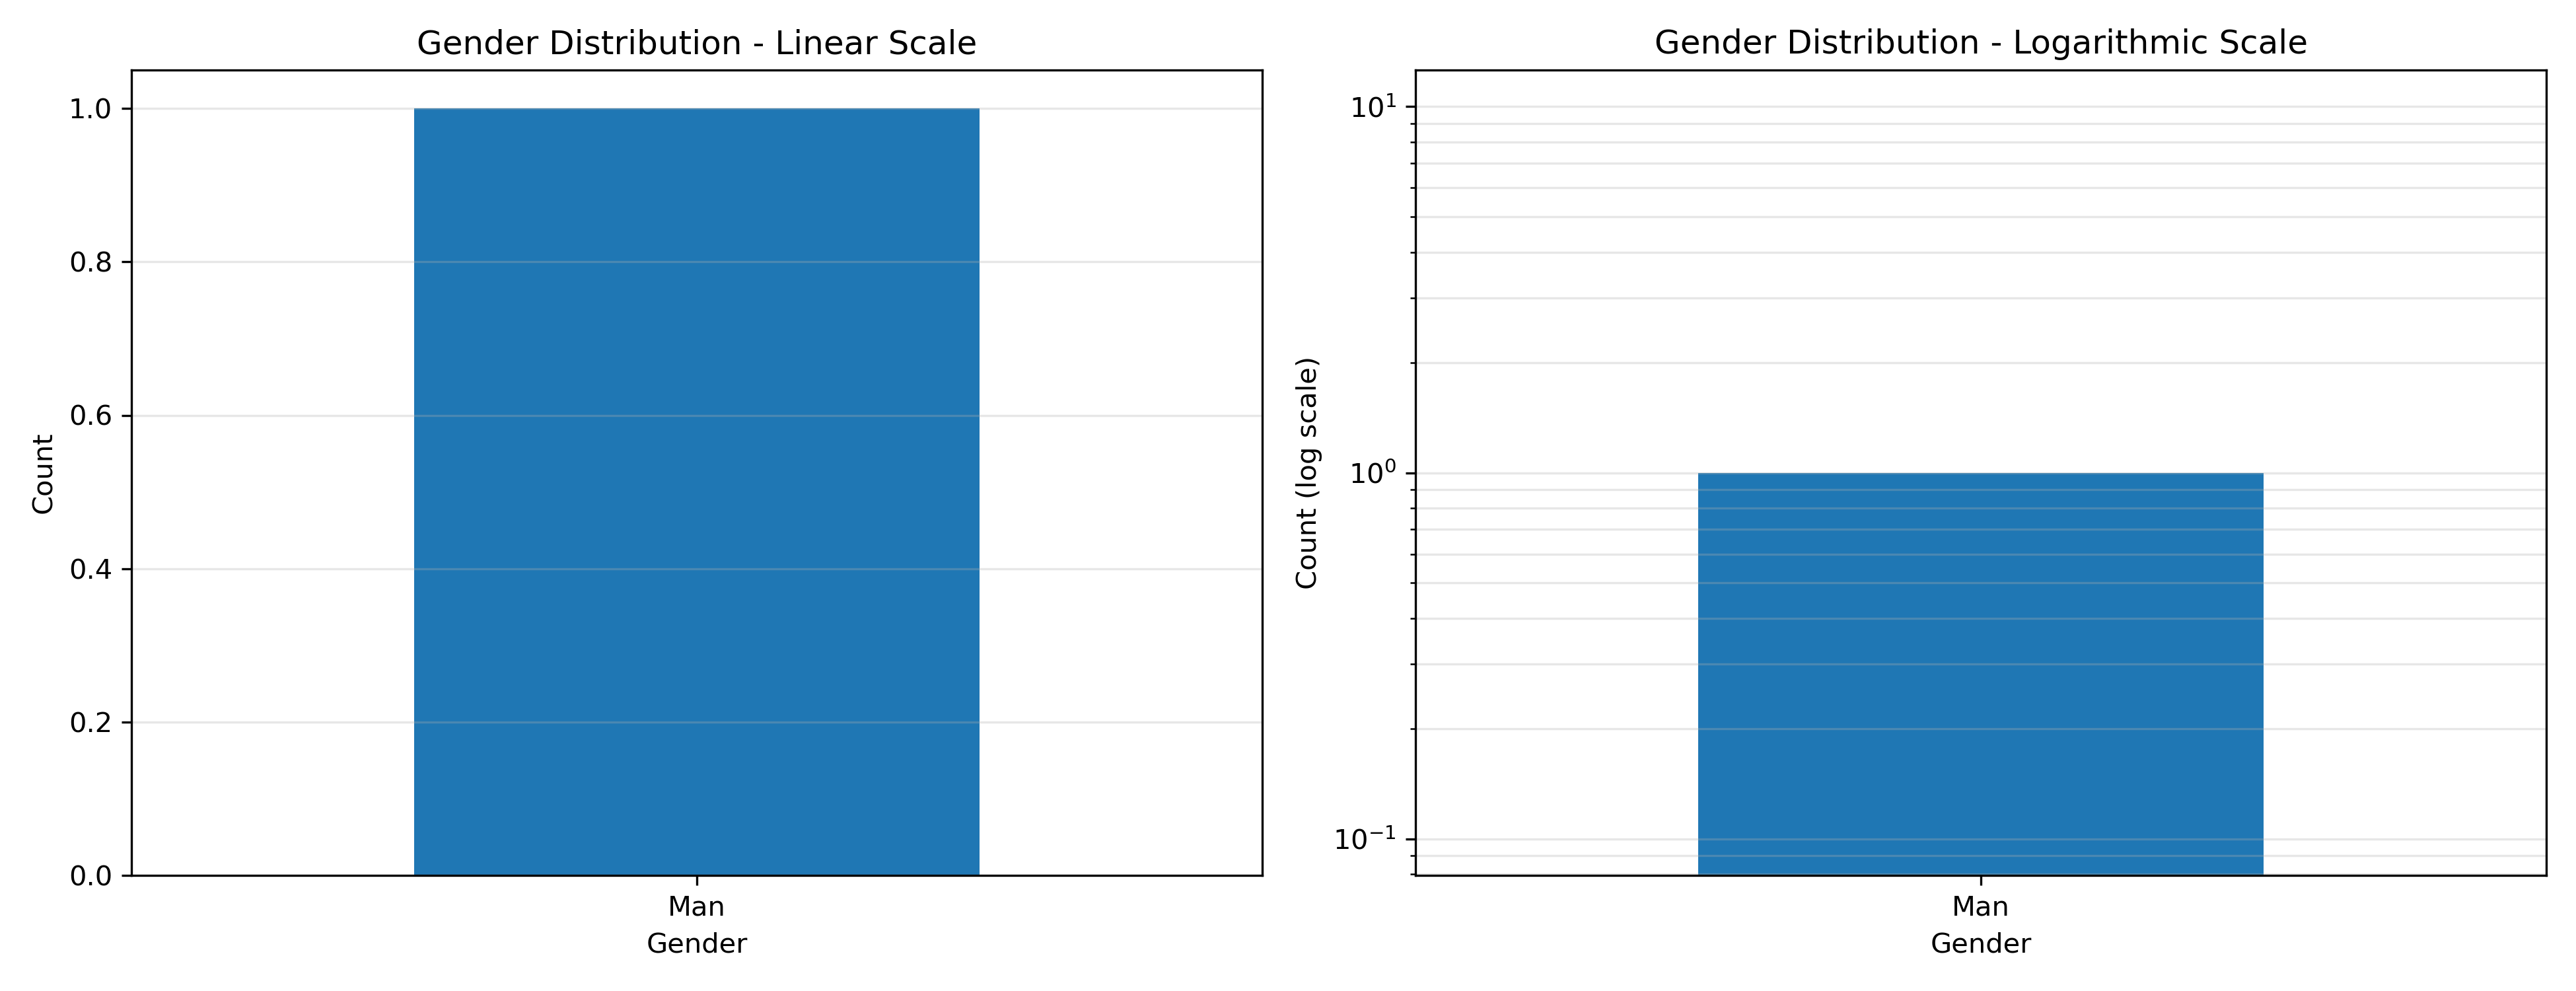 Gender Distribution - Linear Scale
Count
1.0
0.8
0.6
0.4
0.2
0.0
Man
Gender
Gender Distribution - Logarithmic Scale
Count (log scale)
10¹
10⁰
10⁻¹
Man
Gender